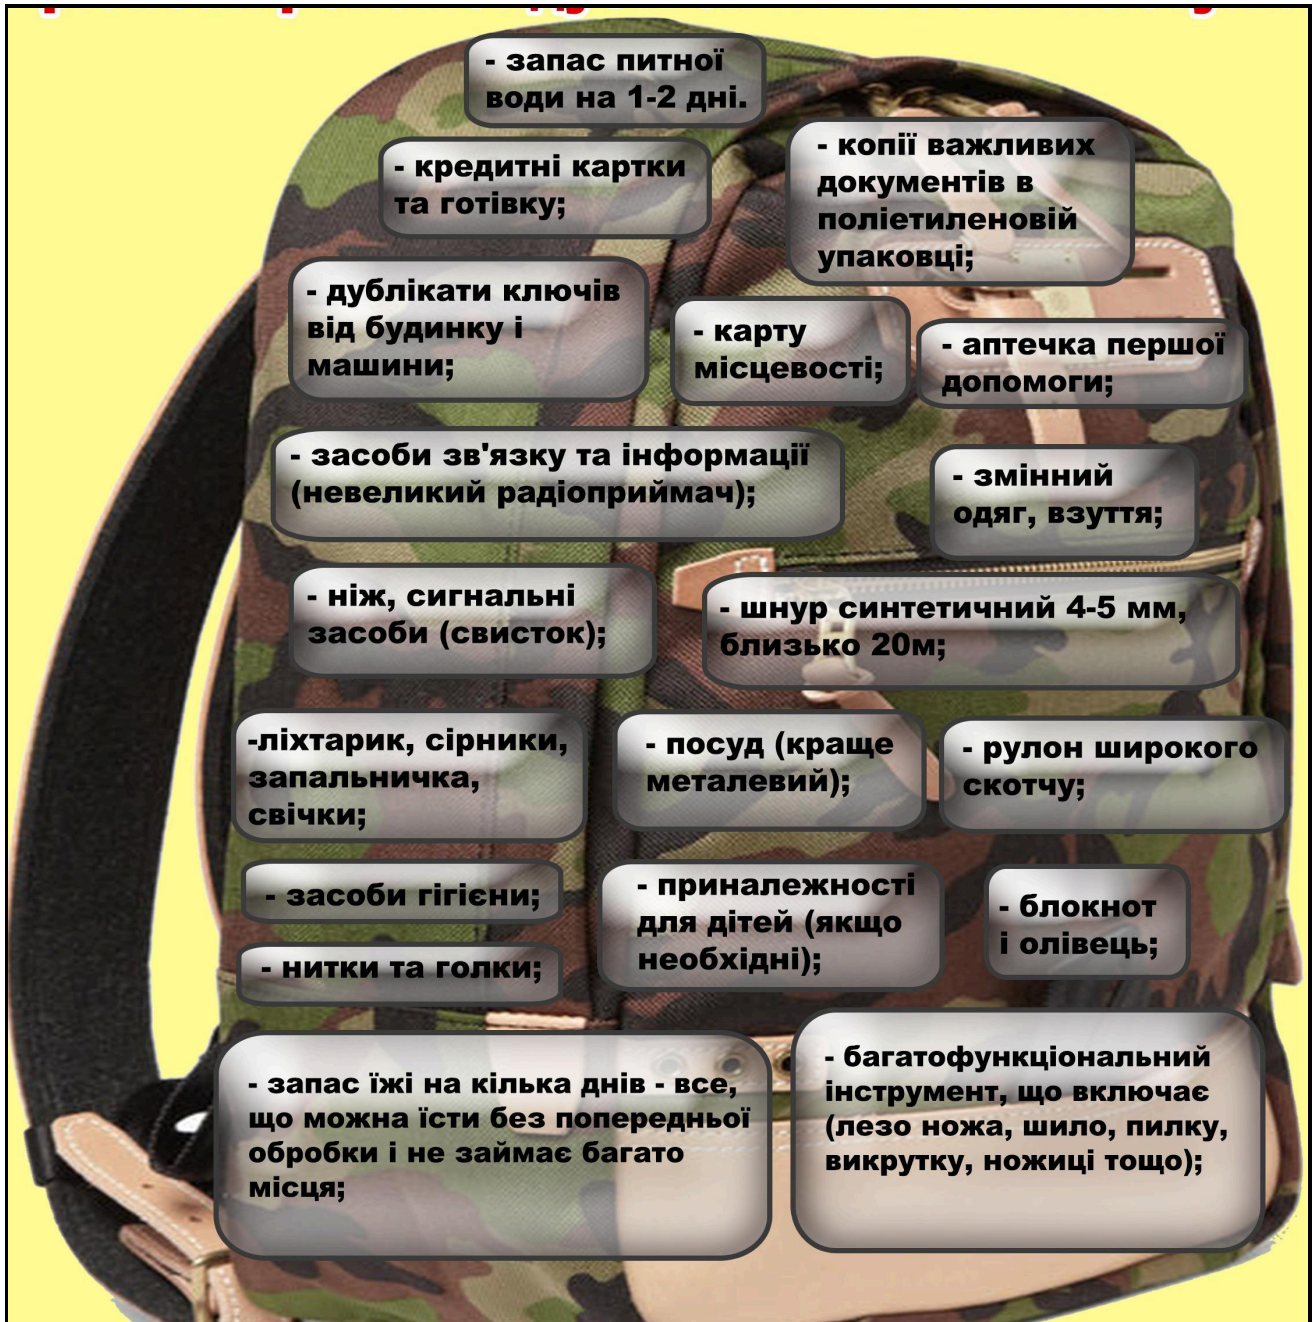 - запас питної
води на 1-2 дні.
- кредитні картки
та готівку;
- копії важливих
документів в
поліетиленовій
упаковці;
- дублікати ключів
від будинку і
машини;
- карту
місцевості;
- аптечка першої
допомоги;
- засоби зв'язку та інформації
(невеликий радіоприймач);
- змінний
одяг, взуття;
- ніж, сигнальні
засоби (свисток);
- шнур синтетичний 4-5 мм,
близько 20м;
-ліхтарик, сірники,
запальничка,
свічки;
- посуд (краще
металевий);
- рулон широкого
скотчу;
- засоби гігієни;
- приналежності
для дітей (якщо
необхідні);
- блокнот
і олівець;
- нитки та голки;
- запас їжі на кілька днів - все,
що можна їсти без попередньої
обробки і не займає багато
місця;
- багатофункціональний
інструмент, що включає
(лезо ножа, шило, пилку,
викрутку, ножиці тощо);